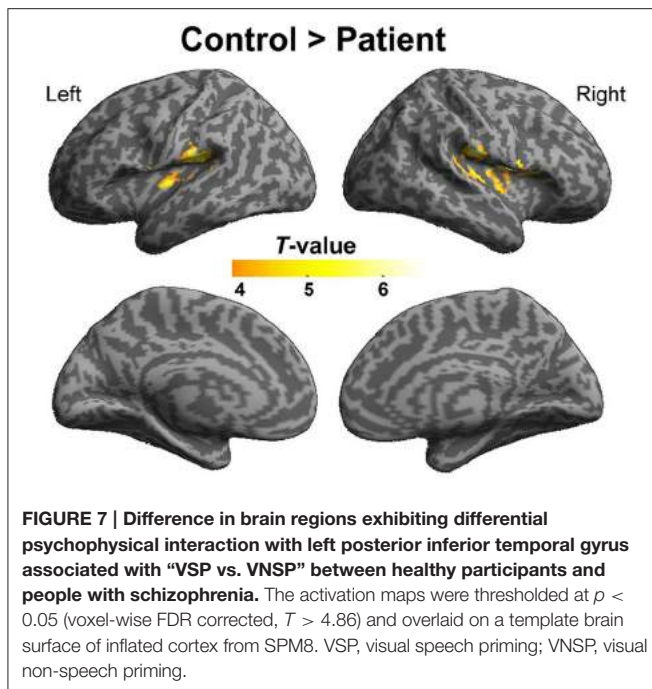 Control > Patient
Left
Right
T-value
4 5 6
FIGURE 7 | Difference in brain regions exhibiting differential
psychophysical interaction with left posterior inferior temporal gyrus
associated with “VSP vs. VNSP” between healthy participants and
people with schizophrenia. The activation maps were thresholded at p <
0.05 (voxel-wise FDR corrected, T > 4.86) and overlaid on a template brain
surface of inflated cortex from SPM8. VSP, visual speech priming; VNSP, visual
non-speech priming.